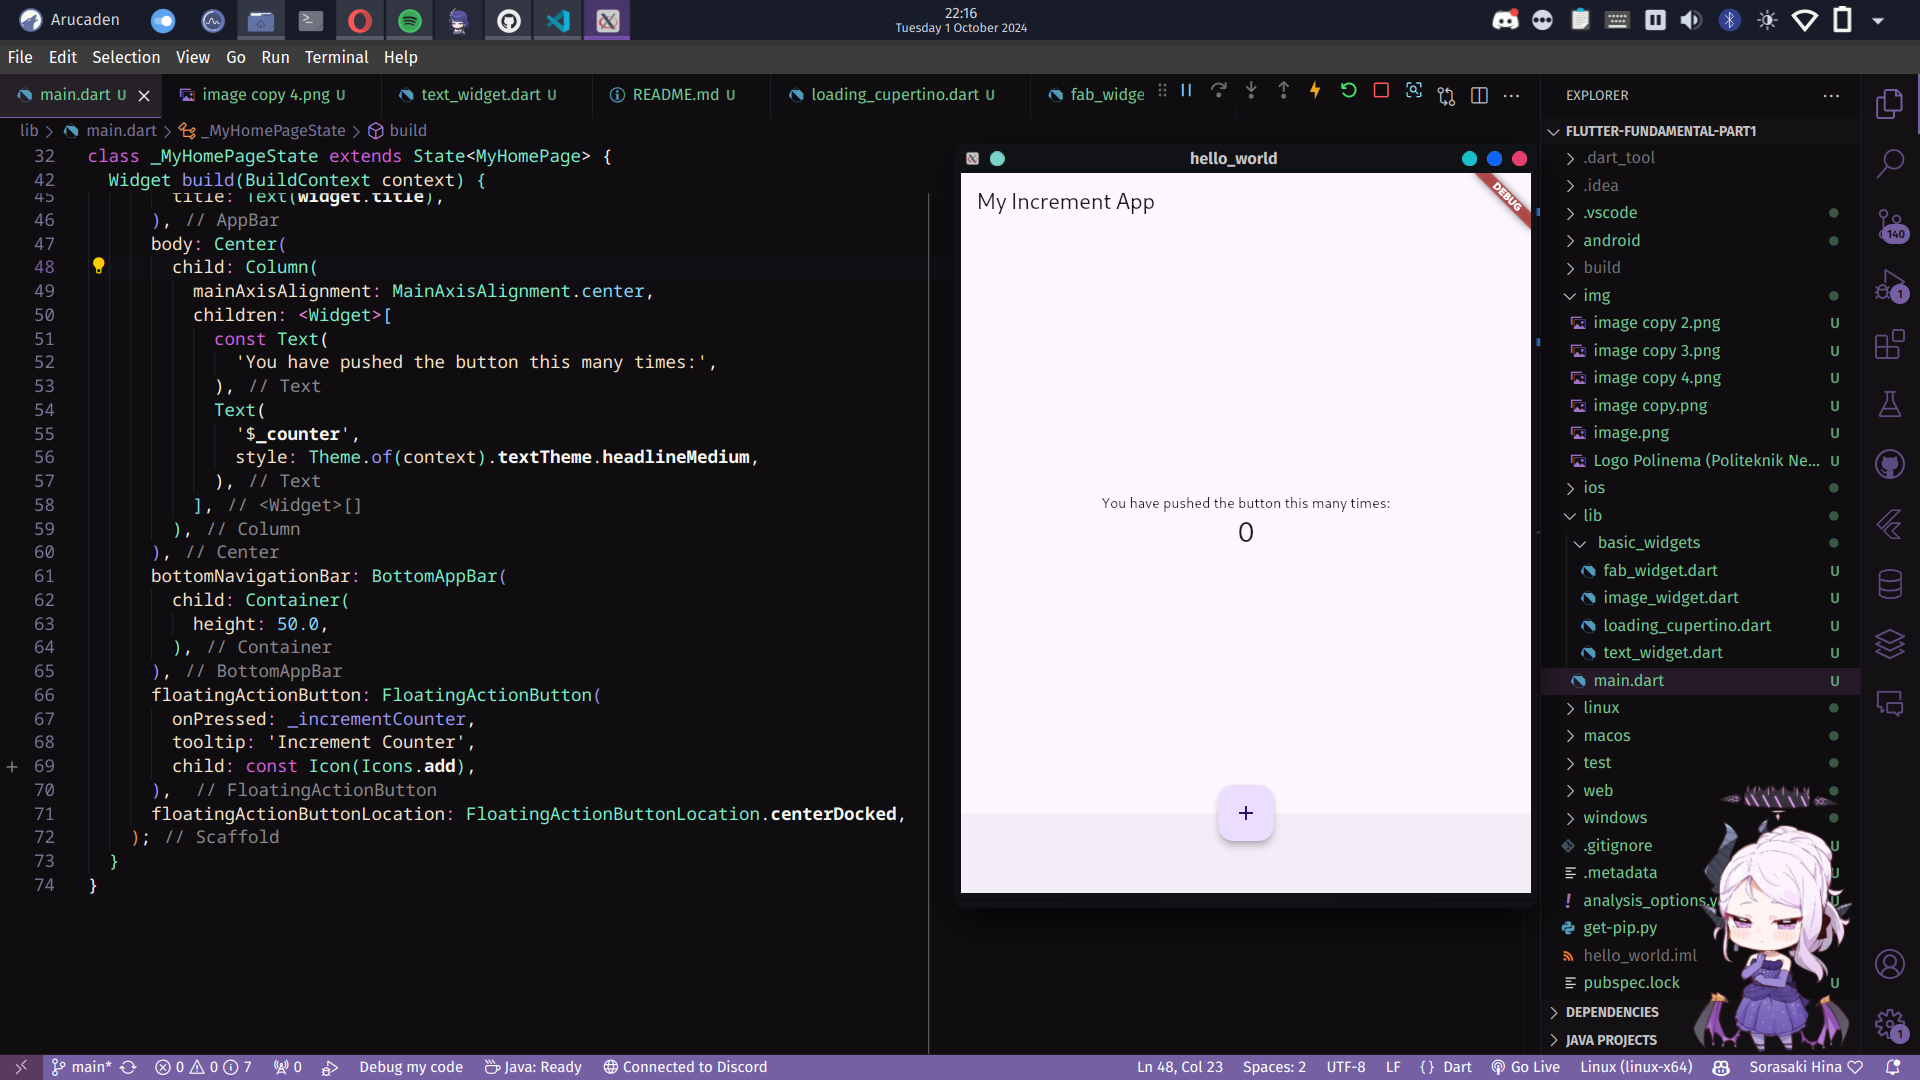 Arucaden
22:16
Tuesday 1 October 2024
File Edit Selection View Go Run Terminal Help
main.dart U
image copy 4.png U
text_widget.dart U
README.md U
loading_cupertino.dart U
fab_widge
EXPLORER
lib > main.dart > _MyHomePageState > build
32 class _MyHomePageState extends State<MyHomePage> {
42 Widget build(BuildContext context) {
45 title: Text(widget.title),
46 ), // AppBar
47 body: Center(
48 child: Column(
49 mainAxisAlignment: MainAxisAlignment.center,
50 children: <Widget>[
51 const Text(
52 'You have pushed the button this many times:',
53 ), // Text
54 Text(
55 '$_counter',
56 style: Theme.of(context).textTheme.headlineMedium,
57 ), // Text
58 ], // <Widget>[]
59 ), // Column
60 ), // Center
61 bottomNavigationBar: BottomAppBar(
62 child: Container(
63 height: 50.0,
64 ), // Container
65 ), // BottomAppBar
66 floatingActionButton: FloatingActionButton(
67 onPressed: _incrementCounter,
68 tooltip: 'Increment Counter',
69 child: const Icon(Icons.add),
70 ), // FloatingActionButton
71 floatingActionButtonLocation: FloatingActionButtonLocation.centerDocked,
72 ); // Scaffold
73 }
74 }
hello_world
DEBUG
My Increment App
You have pushed the button this many times:
0
+
FLUTTER-FUNDAMENTAL-PART1
.dart_tool
.idea
.vscode
android
build
img
image copy 2.png U
image copy 3.png U
image copy 4.png U
image copy.png U
image.png U
Logo Polinema (Politeknik Ne... U
ios
lib
basic_widgets
fab_widget.dart U
image_widget.dart U
loading_cupertino.dart U
text_widget.dart U
main.dart U
linux
macos
test
web
windows
.gitignore U
.metadata U
analysis_options.y U
get-pip.py
hello_world.iml
pubspec.lock U
DEPENDENCIES
JAVA PROJECTS
140
1
1
main* 0 0 7 0 Debug my code Java: Ready Connected to Discord
Ln 48, Col 23 Spaces: 2 UTF-8 LF {} Dart Go Live Linux (linux-x64) Sorasaki Hina